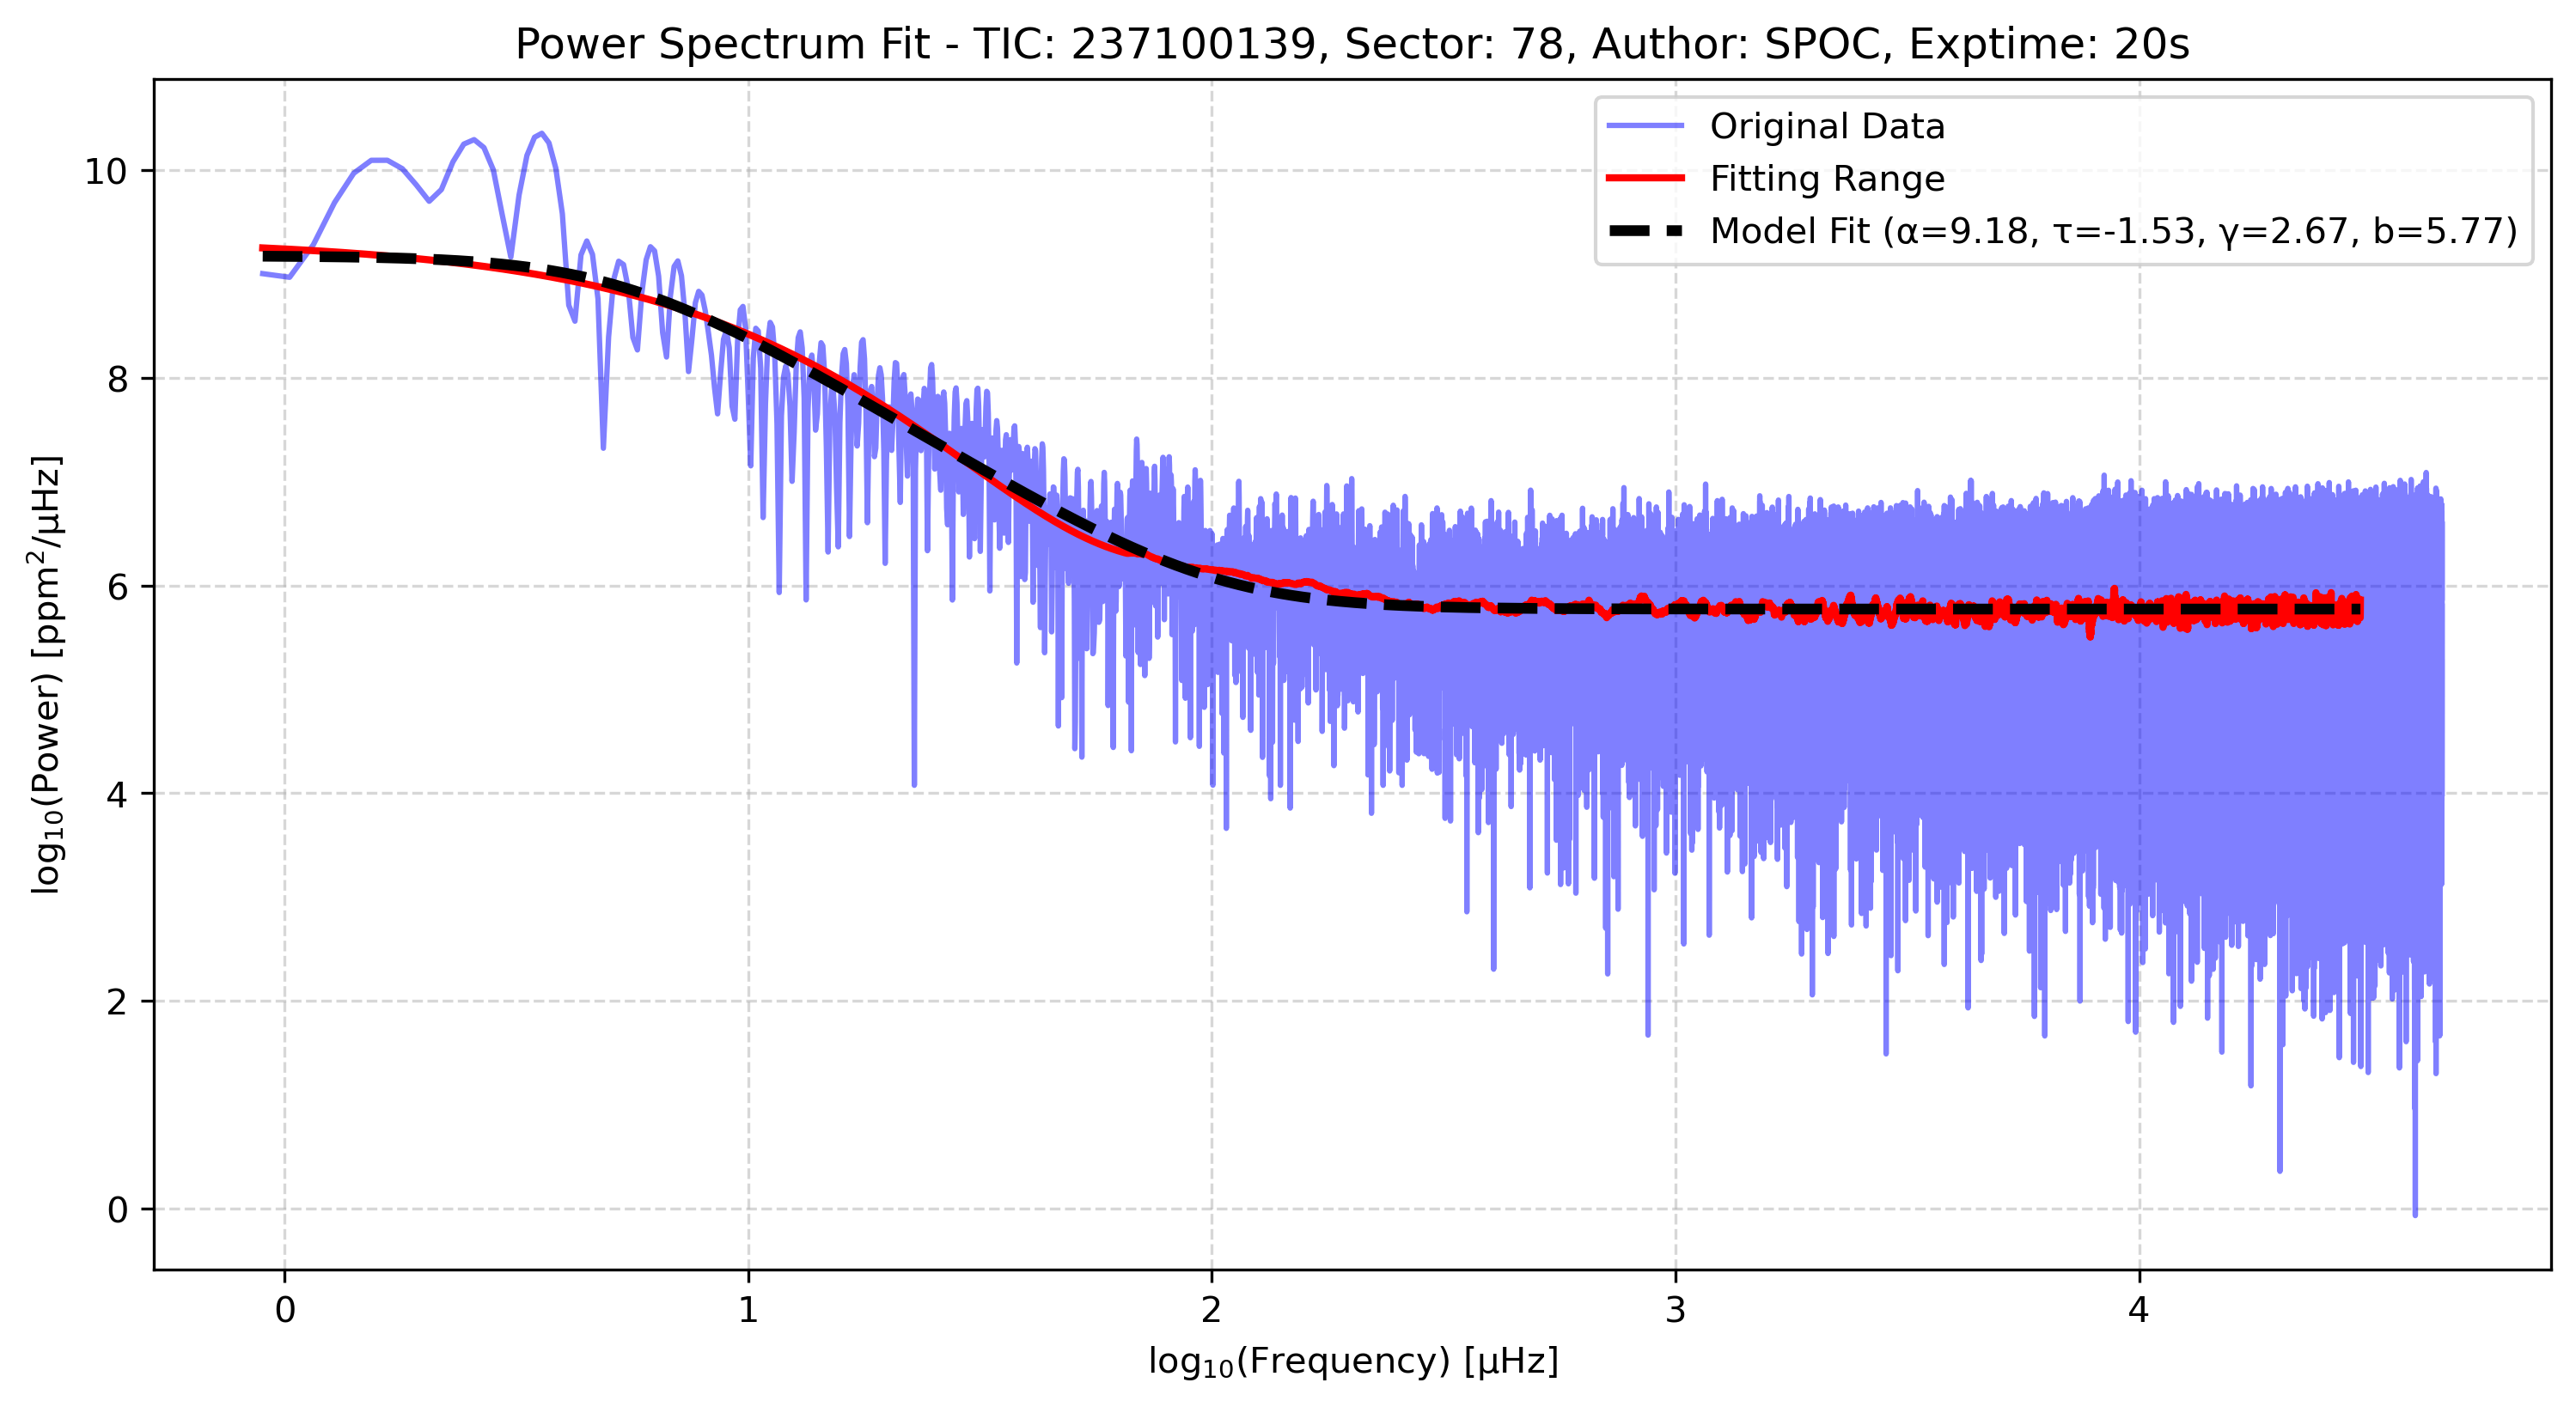 Power Spectrum Fit - TIC: 237100139, Sector: 78, Author: SPOC, Exptime: 20s
Original Data
Fitting Range
Model Fit (α=9.18, τ=-1.53, γ=2.67, b=5.77)
log₁₀(Power) [ppm²/μHz]
10
8
6
4
2
0
0 1 2 3 4
log₁₀(Frequency) [μHz]